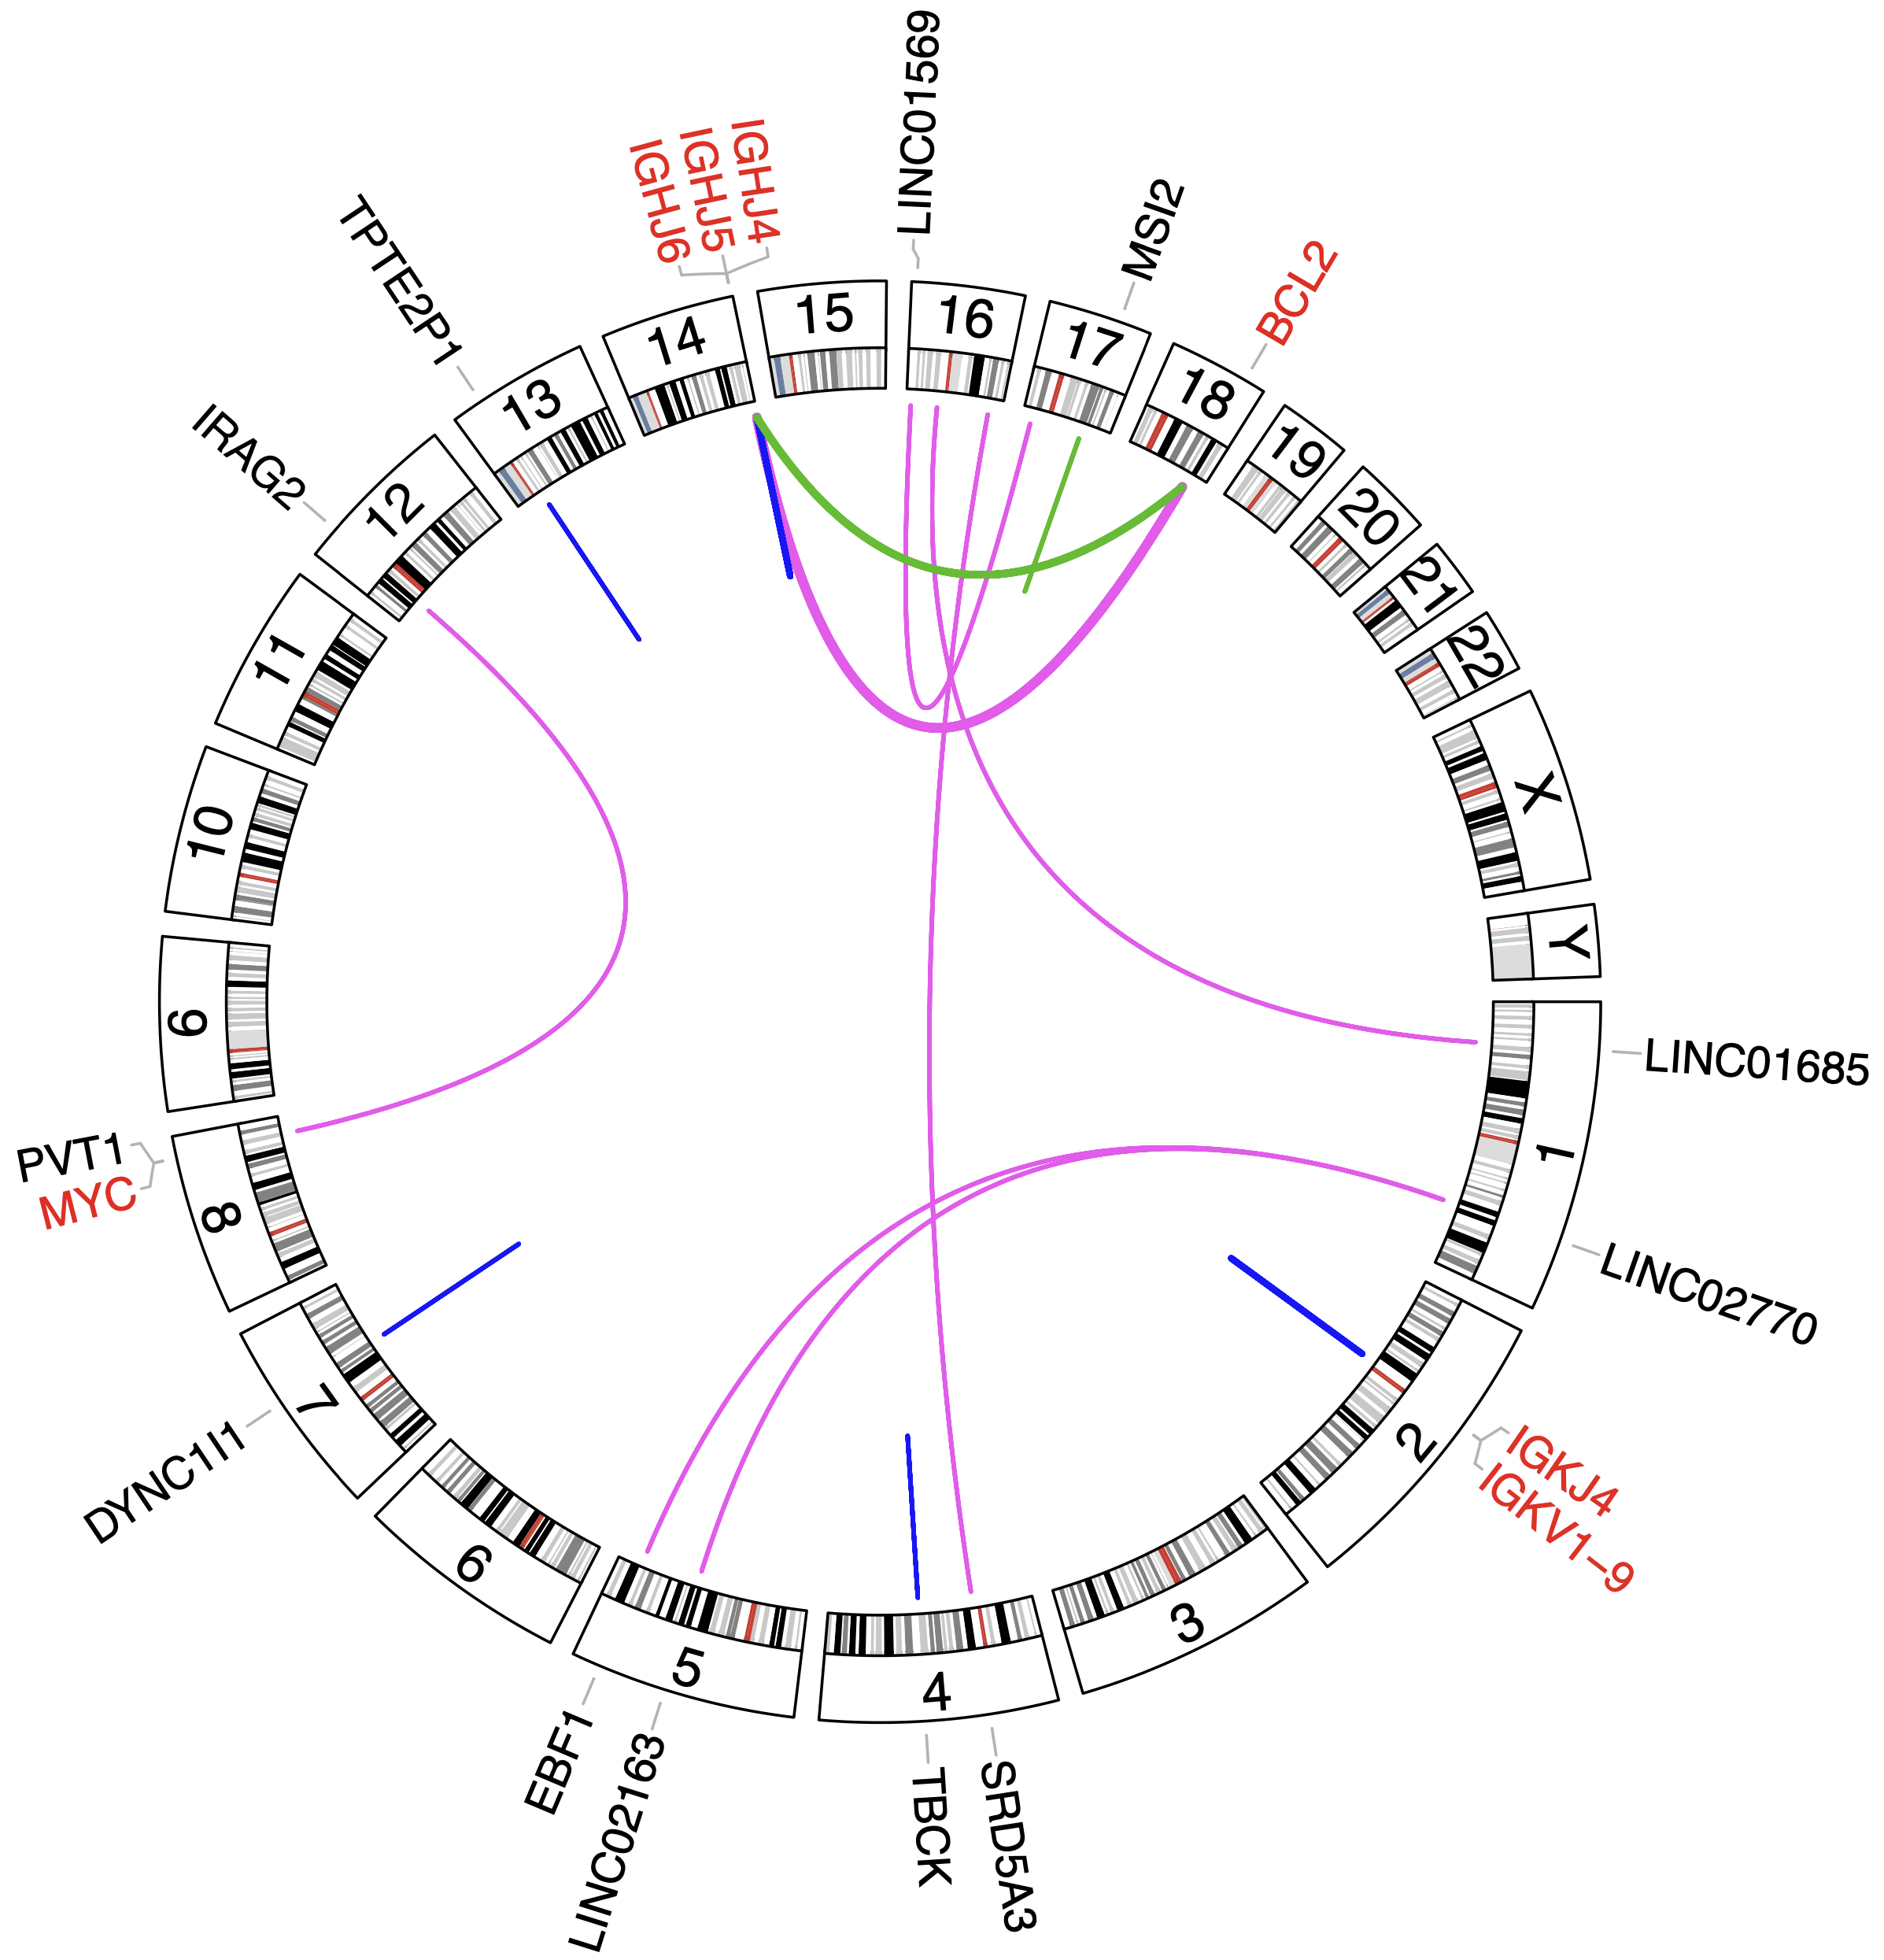 LINC01569
IGHJ4
IGHJ5
IGHJ6
MSI2
BCL2
TPTE2P1
IRAG2
15
16
14
17
13
18
12
19
20
11
21
22
10
X
9
Y
LINC01685
PVT1
MYC
8
1
LINC02770
7
DYNC1I1
2
IGKJ4
IGKV1−9
6
3
5
4
EBF1
LINC02163
TBCK
SRD5A3